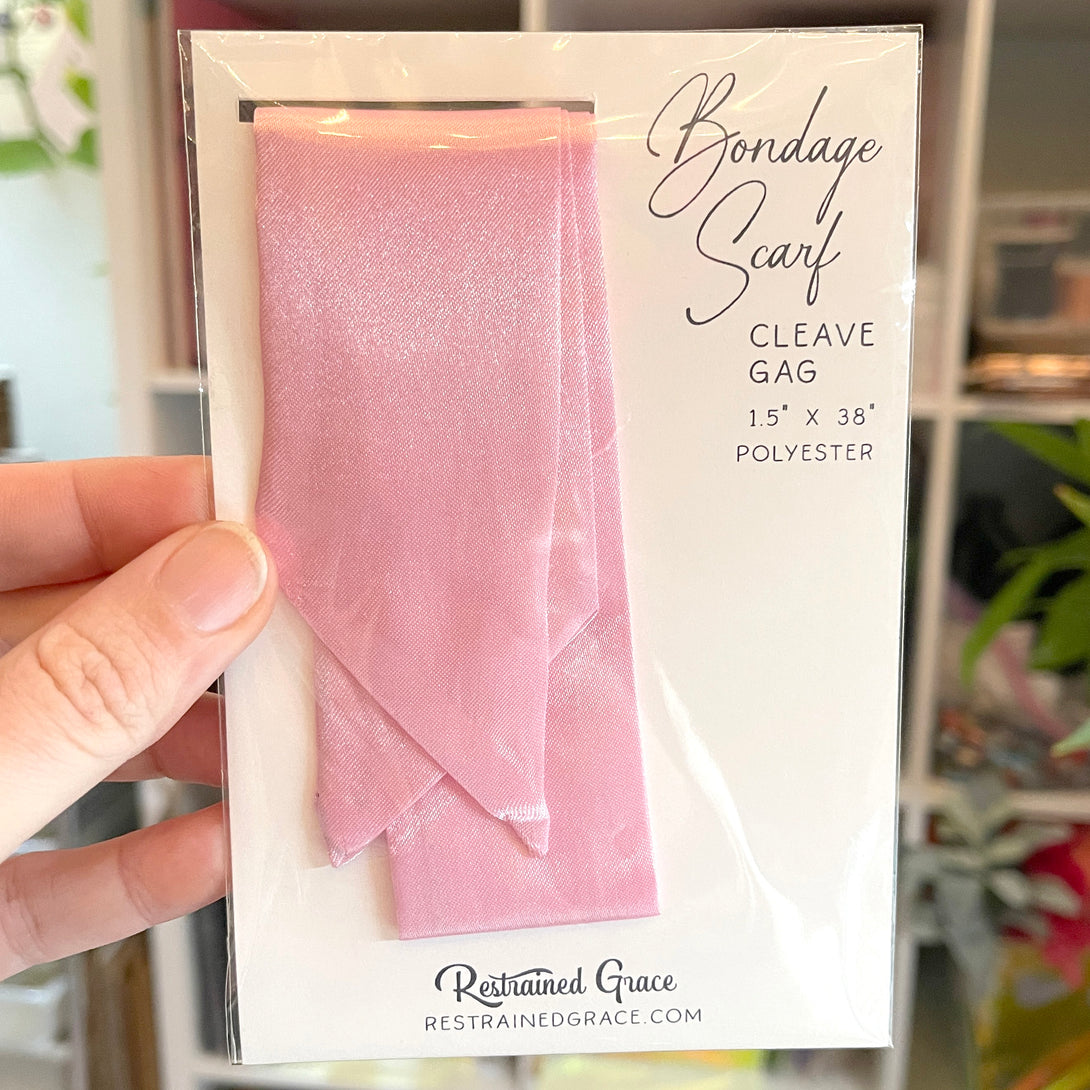 Bondage
Scarf
CLEAVE
GAG
1.5" X 38"
POLYESTER
Restrained Grace
RESTRAINEDGRACE.COM